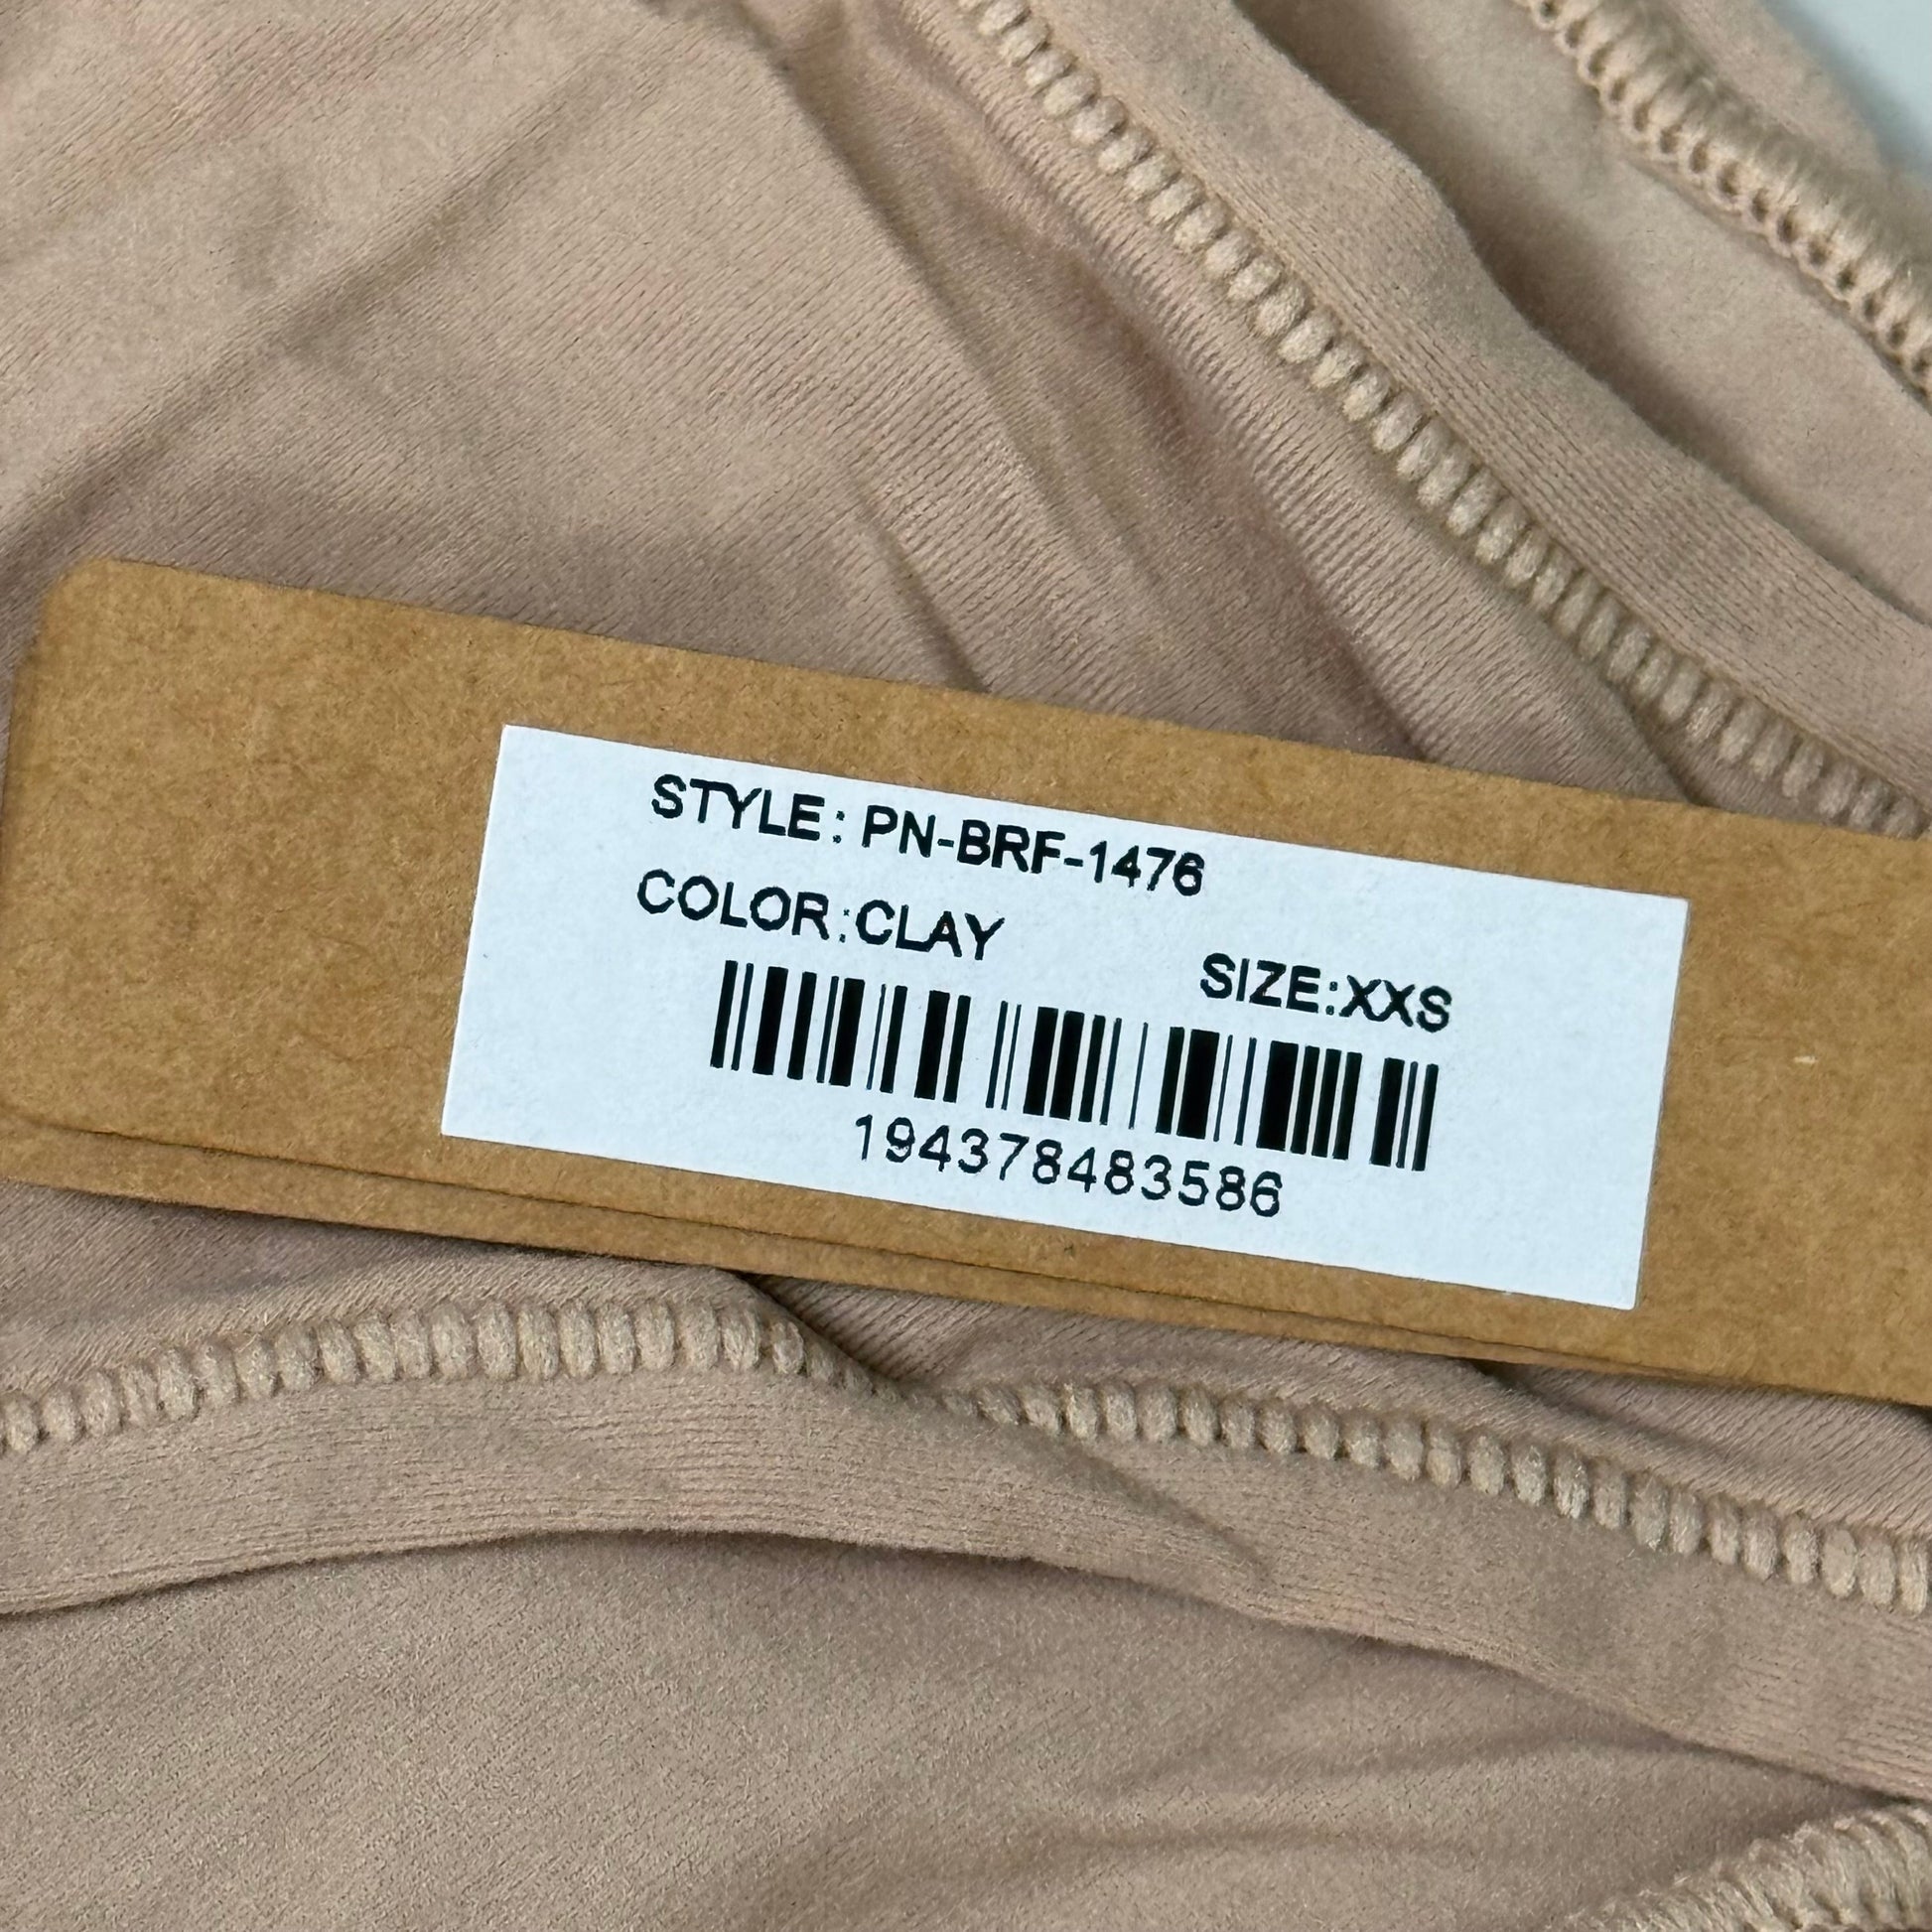 STYLE: PN-BRF-1476
COLOR:CLAY
SIZE:XXS
194378483586